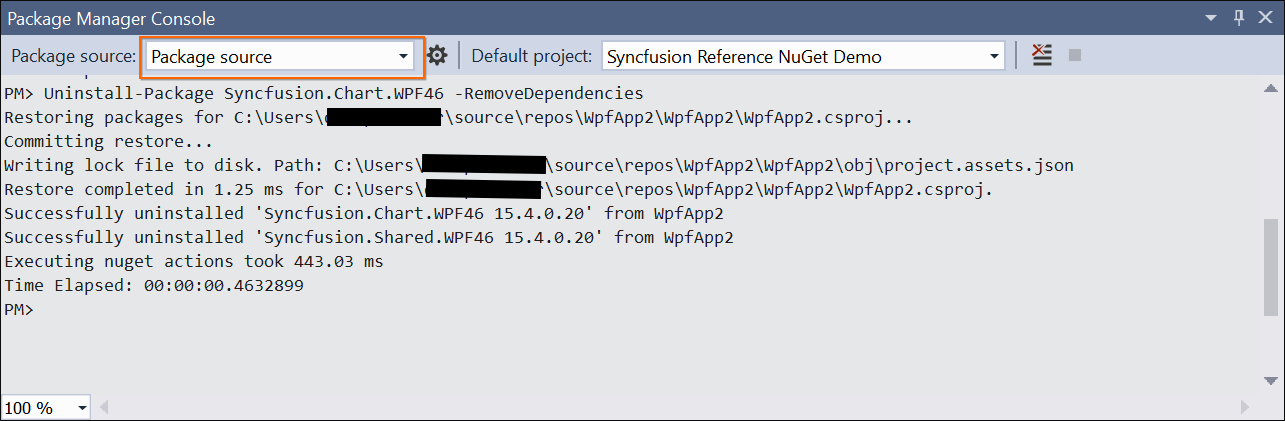 Package Manager Console
Package source: Package source Default project: Syncfusion Reference NuGet Demo
PM> Uninstall-Package Syncfusion.Chart.WPF46 -RemoveDependencies
Restoring packages for C:\Users\ \source\repos\WpfApp2\WpfApp2\WpfApp2.csproj...
Committing restore...
Writing lock file to disk. Path: C:\Users\ \source\repos\WpfApp2\WpfApp2\obj\project.assets.json
Restore completed in 1.25 ms for C:\Users\ \source\repos\WpfApp2\WpfApp2\WpfApp2.csproj.
Successfully uninstalled 'Syncfusion.Chart.WPF46 15.4.0.20' from WpfApp2
Successfully uninstalled 'Syncfusion.Shared.WPF46 15.4.0.20' from WpfApp2
Executing nuget actions took 443.03 ms
Time Elapsed: 00:00:00.4632899
PM>
100 %